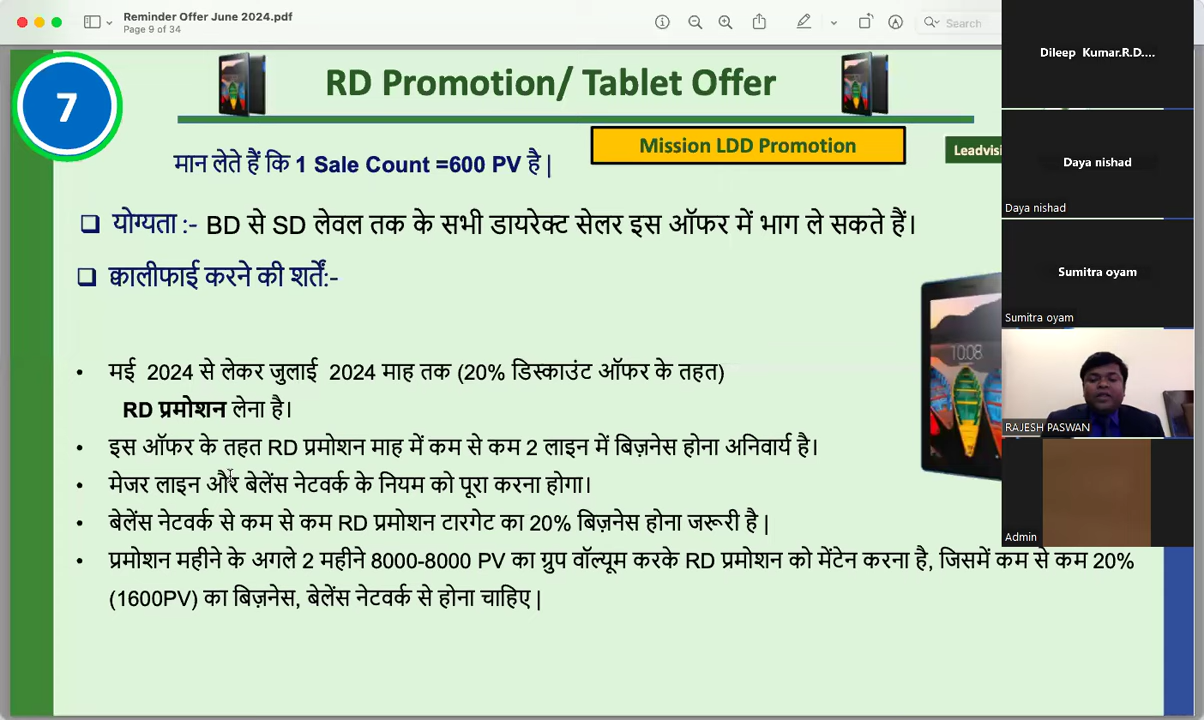 Reminder Offer June 2024.pdf
Page 9 of 34
Search
7
RD Promotion/ Tablet Offer
Mission LDD Promotion
मान लेते हैं कि 1 Sale Count =600 PV है |
योग्यता :- BD से SD लेवल तक के सभी डायरेक्ट सेलर इस ऑफर में भाग ले सकते हैं।
क्वालीफाई करने की शर्तें:-
• मई 2024 से लेकर जुलाई 2024 माह तक (20% डिस्काउंट ऑफर के तहत)
RD प्रमोशन लेना है।
• इस ऑफर के तहत RD प्रमोशन माह में कम से कम 2 लाइन में बिज़नेस होना अनिवार्य है।
• मेजर लाइन और बेलेंस नेटवर्क के नियम को पूरा करना होगा।
• बेलेंस नेटवर्क से कम से कम RD प्रमोशन टारगेट का 20% बिज़नेस होना जरूरी है |
• प्रमोशन महीने के अगले 2 महीने 8000-8000 PV का ग्रुप वॉल्यूम करके RD प्रमोशन को मेंटेन करना है, जिसमें कम से कम 20%
(1600PV) का बिज़नेस, बेलेंस नेटवर्क से होना चाहिए |
10:08
Dileep Kumar.R.D....
Daya nishad
Daya nishad
Sumitra oyam
Sumitra oyam
RAJESH PASWAN
Admin